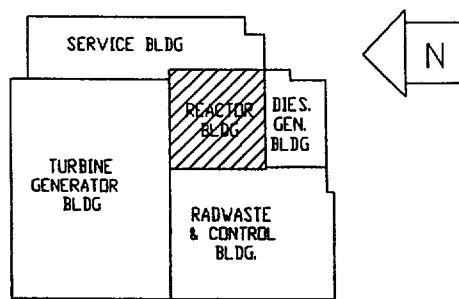 SERVICE BLDG
N
REACTOR
BLDG
DIES.
GEN.
BLDG
TURBINE
GENERATOR
BLDG
RADWASTE
& CONTROL
BLDG.